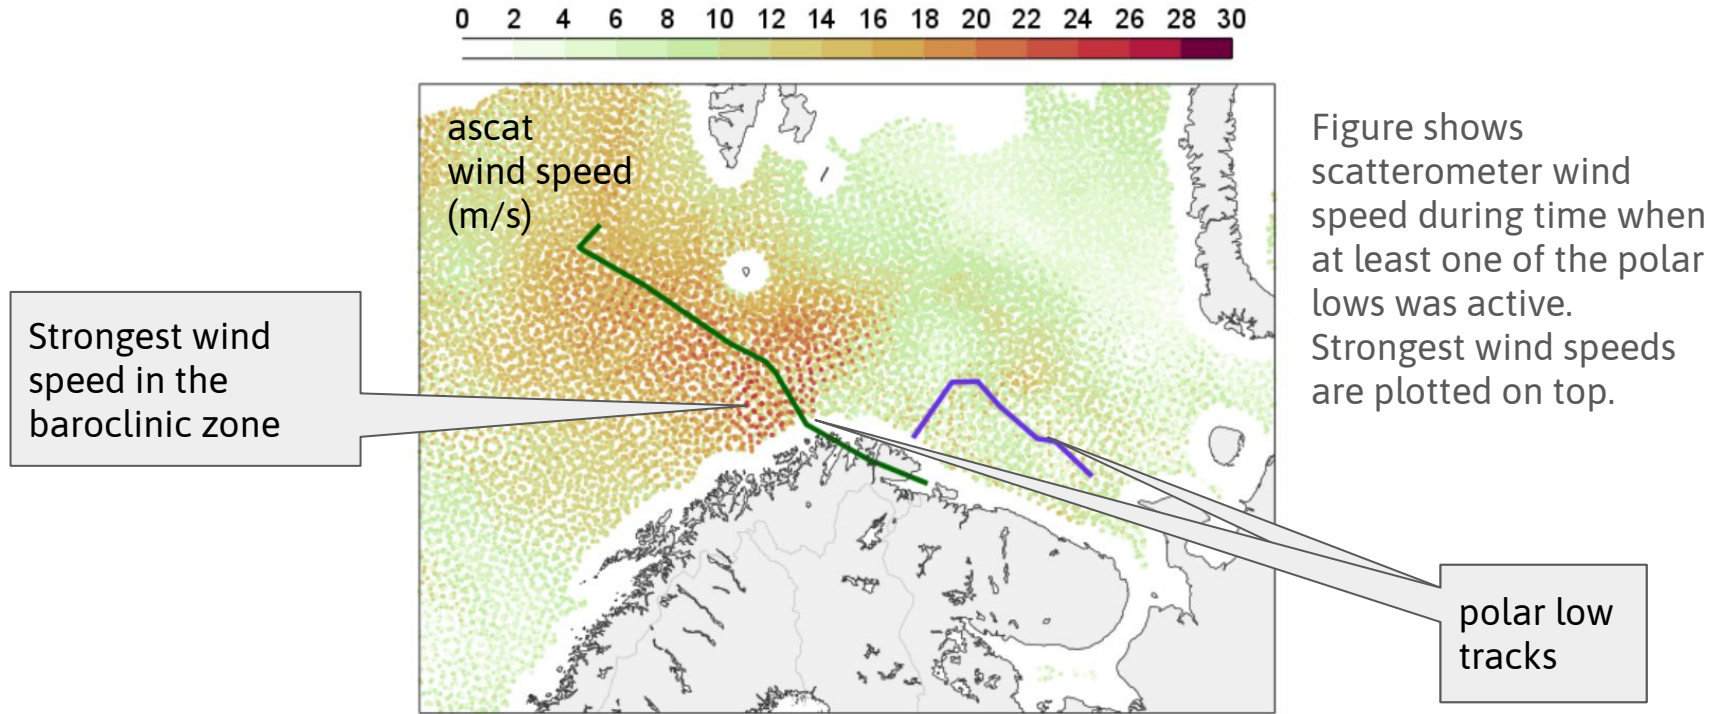 0 2 4 6 8 10 12 14 16 18 20 22 24 26 28 30
ascat
wind speed
(m/s)
Figure shows
scatterometer wind
speed during time when
at least one of the polar
lows was active.
Strongest wind speeds
are plotted on top.
Strongest wind
speed in the
baroclinic zone
polar low
tracks